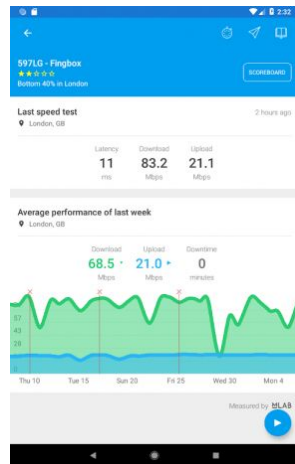 2:32
597LG - Fingbox
Bottom 40% in London
SCOREBOARD
Last speed test
2 hours ago
London, GB
Latency Download Upload
11 83.2 21.1
ms Mbps Mbps
Average performance of last week
London, GB
Download Upload Downtime
68.5 21.0 0
Mbps Mbps minutes
57
43
28
0
Thu 10 Tue 15 Sun 20 Fri 25 Wed 30 Mon 4
Measured by MLAB